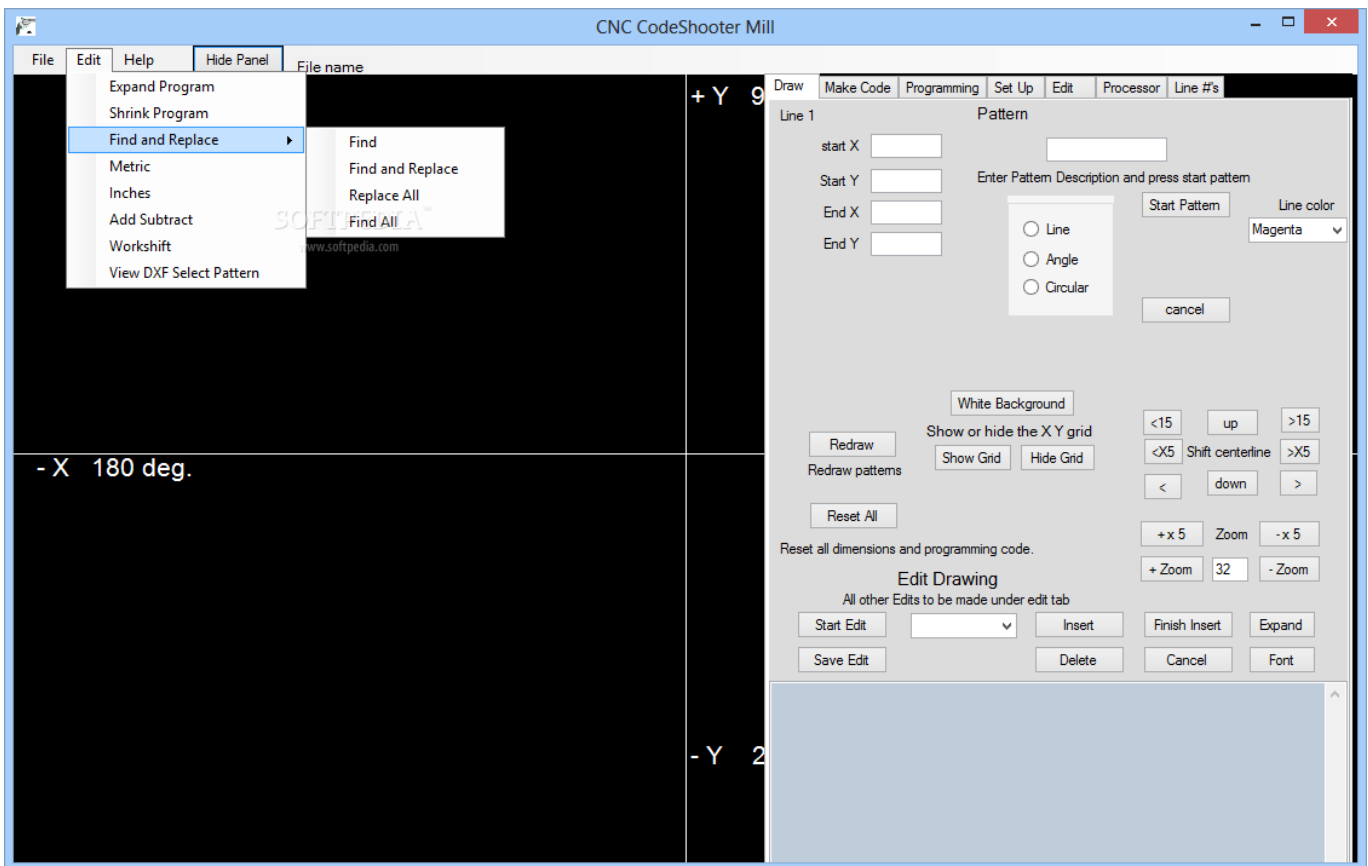 CNC CodeShooter Mill
File Edit Help Hide Panel File name
Expand Program
Shrink Program
Find and Replace
Metric
Inches
Add Subtract
Workshift
View DXF Select Pattern
Find
Find and Replace
Replace All
Find All
SOFTPEDIA
www.softpedia.com
+ Y 9
- X 180 deg.
- Y 2
Draw Make Code Programming Set Up Edit Processor Line #'s
Line 1 Pattern
start X
Start Y Enter Pattern Description and press start pattern
End X Start Pattern Line color
End Y Line Magenta
Angle
Circular
cancel
White Background
Show or hide the X Y grid
Redraw Show Grid Hide Grid
Redraw patterns
<15 up >15
<X5 Shift centerline >X5
< down >
Reset All
Reset all dimensions and programming code.
+ x 5 Zoom - x 5
+ Zoom 32 - Zoom
Edit Drawing
All other Edits to be made under edit tab
Start Edit Insert Finish Insert Expand
Save Edit Delete Cancel Font